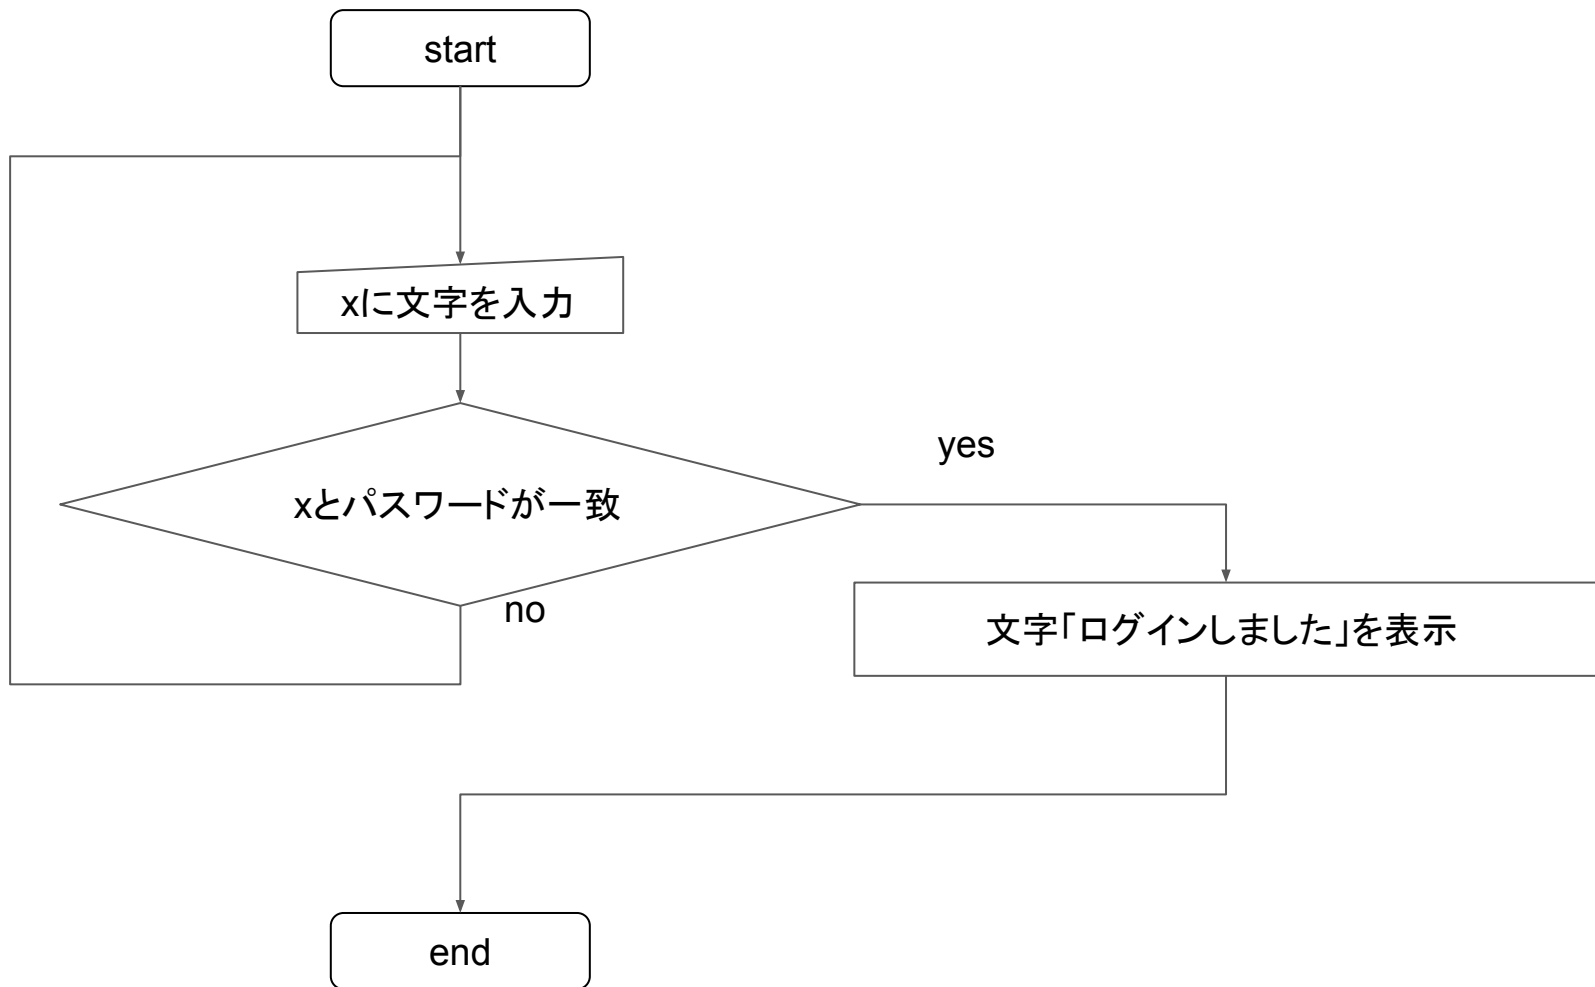 start
xに文字を入力
yes
xとパスワードが一致
no
文字「ログインしました」を表示
end